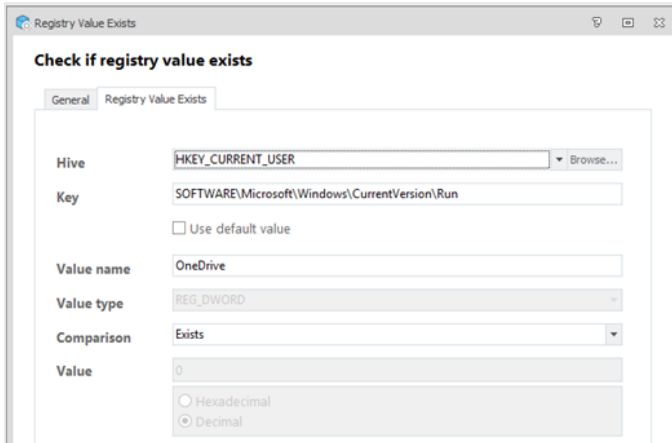 Registry Value Exists
Check if registry value exists
General Registry Value Exists
Hive HKEY_CURRENT_USER Browse...
Key SOFTWARE\Microsoft\Windows\CurrentVersion\Run
Use default value
Value name OneDrive
Value type REG_DWORD
Comparison Exists
Value 0
Hexadecimal
Decimal